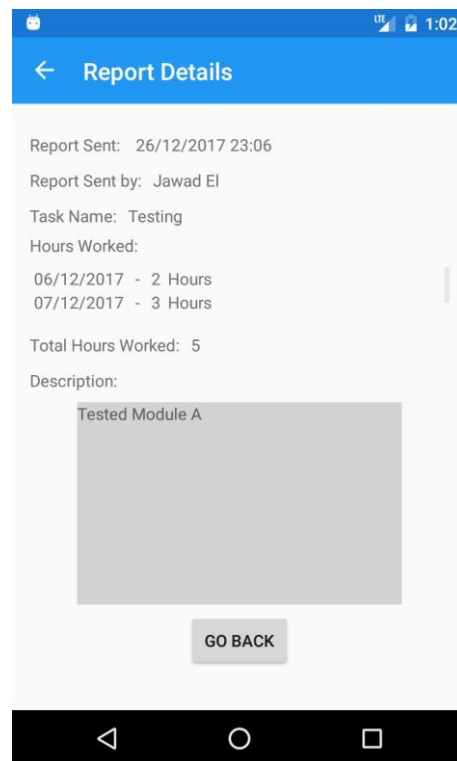 LTE 1:02
Report Details
Report Sent: 26/12/2017 23:06
Report Sent by: Jawad El
Task Name: Testing
Hours Worked:
06/12/2017 - 2 Hours
07/12/2017 - 3 Hours
Total Hours Worked: 5
Description:
Tested Module A
GO BACK